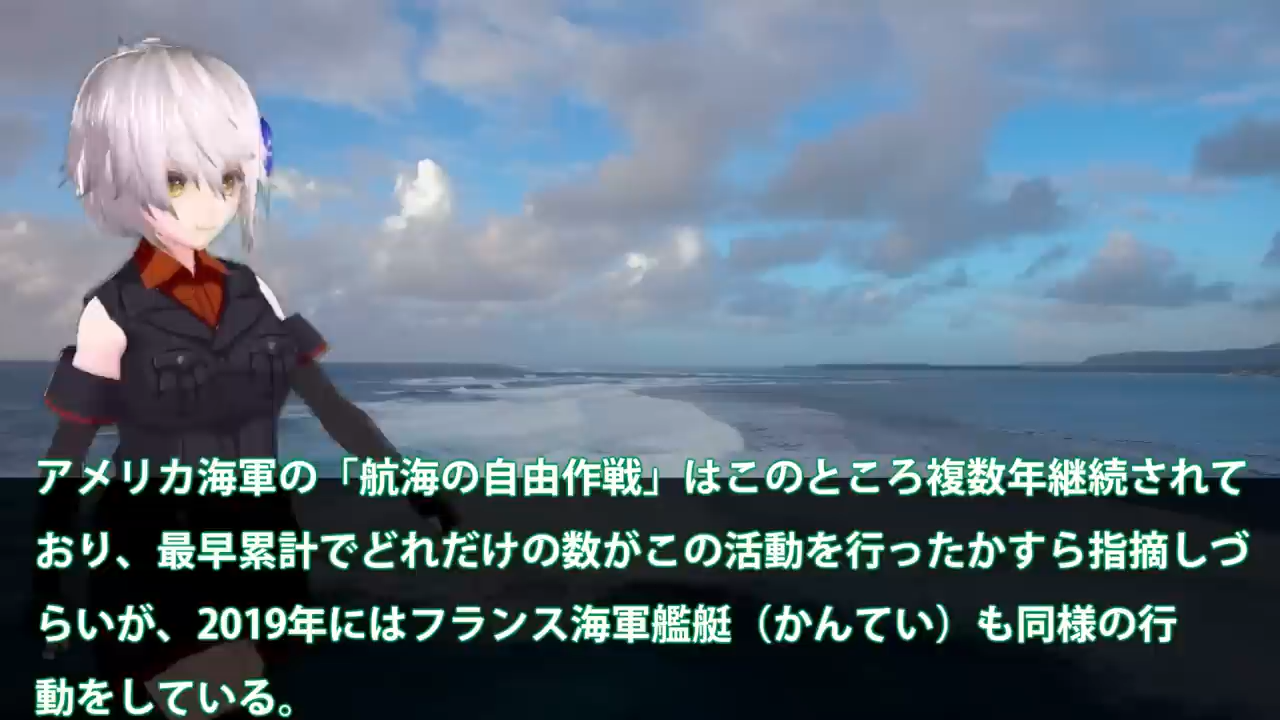 アメリカ海軍の「航海の自由作戦」はこのところ複数年継続されて
おり、最早累計でどれだけの数がこの活動を行ったかすら指摘しづ
らいが、2019年にはフランス海軍艦艇（かんてい）も同様の行
動をしている。